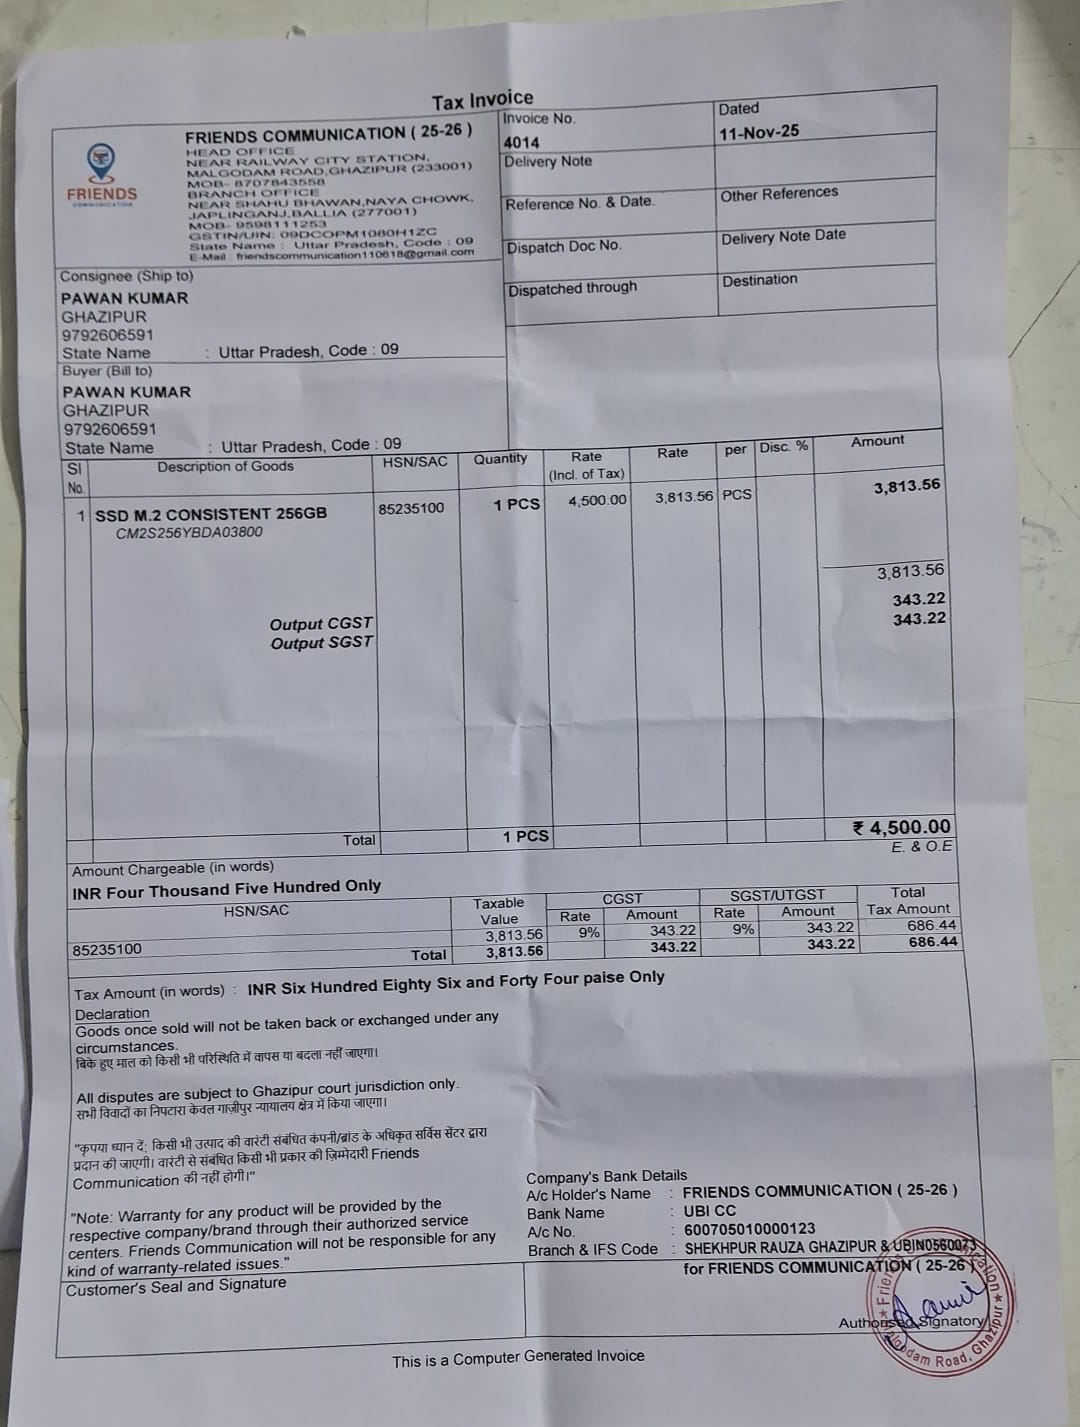 Tax Invoice
FRIENDS
COMMUNICATION
FRIENDS COMMUNICATION ( 25-26 )
HEAD OFFICE
NEAR RAILWAY CITY STATION,
MALGODAM ROAD,GHAZIPUR (233001)
MOB- 8707843558
BRANCH OFFICE
NEAR SHAHU BHAWAN,NAYA CHOWK,
JAPLINGANJ,BALLIA (277001)
MOB- 9598111253
GSTIN/UIN: 09DCOPM1080H1ZC
State Name : Uttar Pradesh, Code : 09
E-Mail : friendscommunication110618@gmail.com
Invoice No.
4014
Dated
11-Nov-25
Delivery Note
Reference No. & Date.
Other References
Dispatch Doc No.
Delivery Note Date
Dispatched through
Destination
Consignee (Ship to)
PAWAN KUMAR
GHAZIPUR
9792606591
State Name : Uttar Pradesh, Code : 09
Buyer (Bill to)
PAWAN KUMAR
GHAZIPUR
9792606591
State Name : Uttar Pradesh, Code : 09
Sl No. Description of Goods HSN/SAC Quantity Rate (Incl. of Tax) Rate per Disc. % Amount
1 SSD M.2 CONSISTENT 256GB 85235100 1 PCS 4,500.00 3,813.56 PCS 3,813.56
CM2S256YBDA03800
3,813.56
Output CGST 343.22
Output SGST 343.22
Total 1 PCS ₹ 4,500.00
E. & O.E
Amount Chargeable (in words)
INR Four Thousand Five Hundred Only
HSN/SAC Taxable Value CGST SGST/UTGST Total Tax Amount
Rate Amount Rate Amount
85235100 3,813.56 9% 343.22 9% 343.22 686.44
Total 3,813.56 343.22 343.22 686.44
Tax Amount (in words) : INR Six Hundred Eighty Six and Forty Four paise Only
Declaration
Goods once sold will not be taken back or exchanged under any
circumstances.
बिके हुए माल को किसी भी परिस्थिति में वापस या बदला नहीं जाएगा।
All disputes are subject to Ghazipur court jurisdiction only.
सभी विवादों का निपटारा केवल गाज़ीपुर न्यायालय क्षेत्र में किया जाएगा।
"कृपया ध्यान दें: किसी भी उत्पाद की वारंटी संबंधित कंपनी/ब्रांड के अधिकृत सर्विस सेंटर द्वारा
प्रदान की जाएगी। वारंटी से संबंधित किसी भी प्रकार की ज़िम्मेदारी Friends
Communication की नहीं होगी।"
"Note: Warranty for any product will be provided by the
respective company/brand through their authorized service
centers. Friends Communication will not be responsible for any
kind of warranty-related issues."
Company's Bank Details
A/c Holder's Name : FRIENDS COMMUNICATION ( 25-26 )
Bank Name : UBI CC
A/c No. : 600705010000123
Branch & IFS Code : SHEKHPUR RAUZA GHAZIPUR & UBIN0560073
Customer's Seal and Signature
for FRIENDS COMMUNICATION ( 25-26 )
Authorised Signatory
This is a Computer Generated Invoice